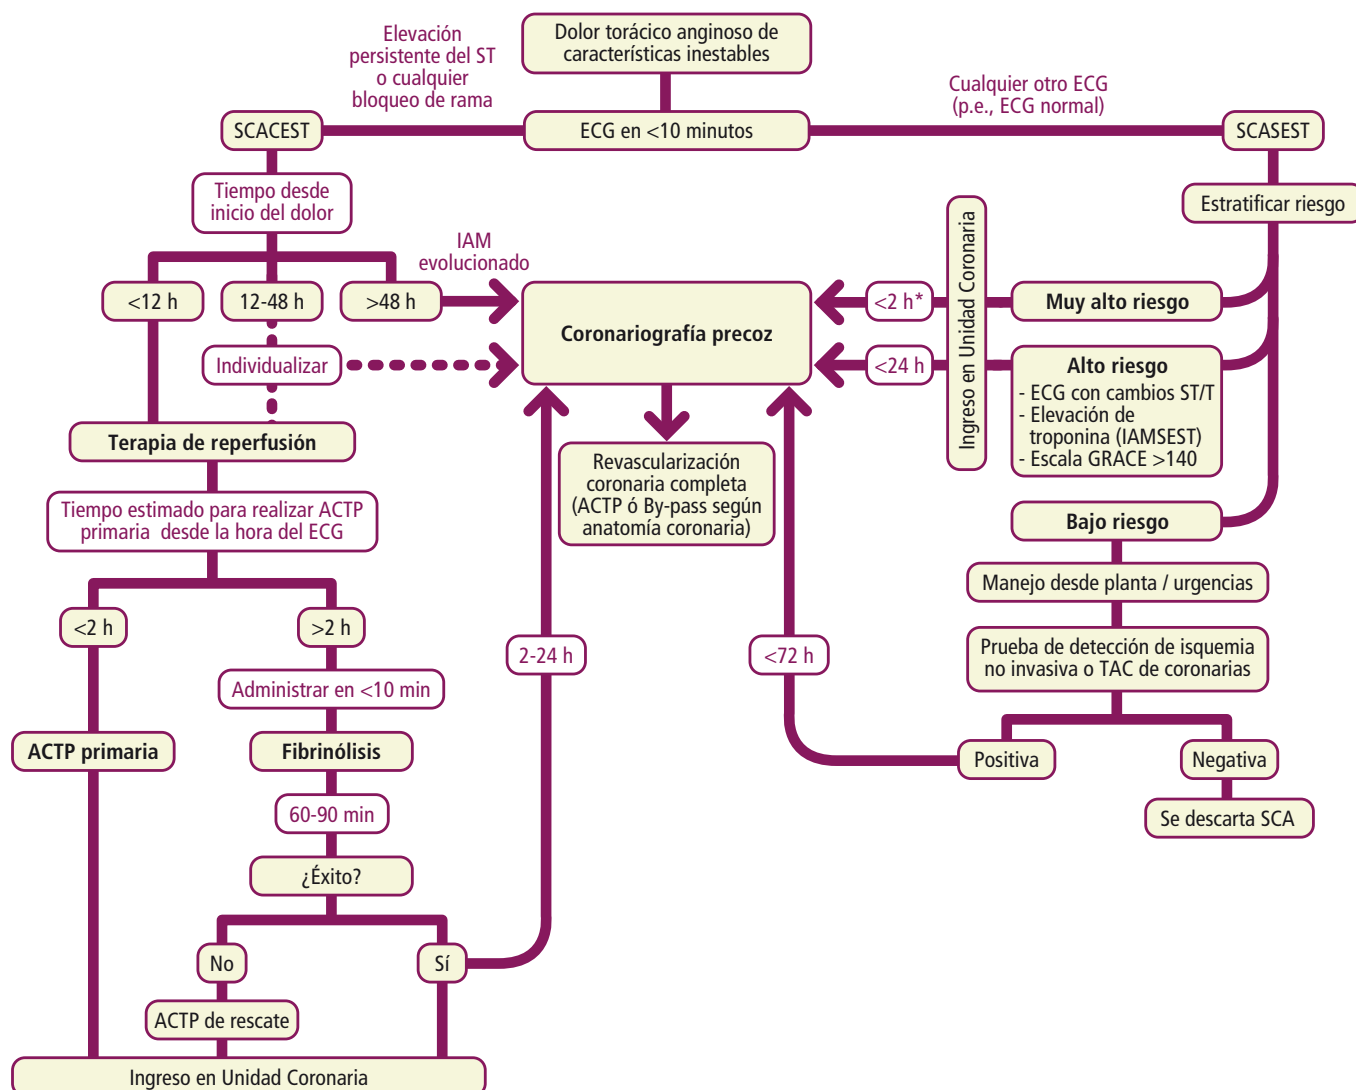 Elevación
persistente del ST
o cualquier
bloqueo de rama
Dolor torácico anginoso de
características inestables
Cualquier otro ECG
(p.e., ECG normal)
SCACEST
ECG en <10 minutos
SCASEST
Tiempo desde
inicio del dolor
Estratificar riesgo
IAM
evolucionado
<12 h
12-48 h
>48 h
Individualizar
Coronariografía precoz
<2 h*
<24 h
Ingreso en Unidad Coronaria
Muy alto riesgo
Alto riesgo
- ECG con cambios ST/T
- Elevación de
troponina (IAMSEST)
- Escala GRACE >140
Terapia de reperfusión
Revascularización
coronaria completa
(ACTP ó By-pass según
anatomía coronaria)
Tiempo estimado para realizar ACTP
primaria desde la hora del ECG
Bajo riesgo
Manejo desde planta / urgencias
<2 h
>2 h
2-24 h
<72 h
Prueba de detección de isquemia
no invasiva o TAC de coronarias
Administrar en <10 min
ACTP primaria
Fibrinólisis
Positiva
Negativa
60-90 min
Se descarta SCA
¿Éxito?
No
Sí
ACTP de rescate
Ingreso en Unidad Coronaria